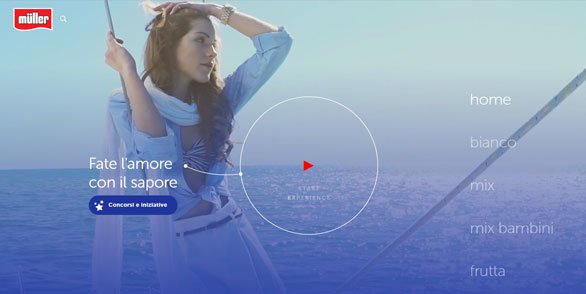 müller
Fate l'amore
con il sapore
Concorsi e iniziative
START
EXPERIENCE
home
bianco
mix
mix bambini
frutta